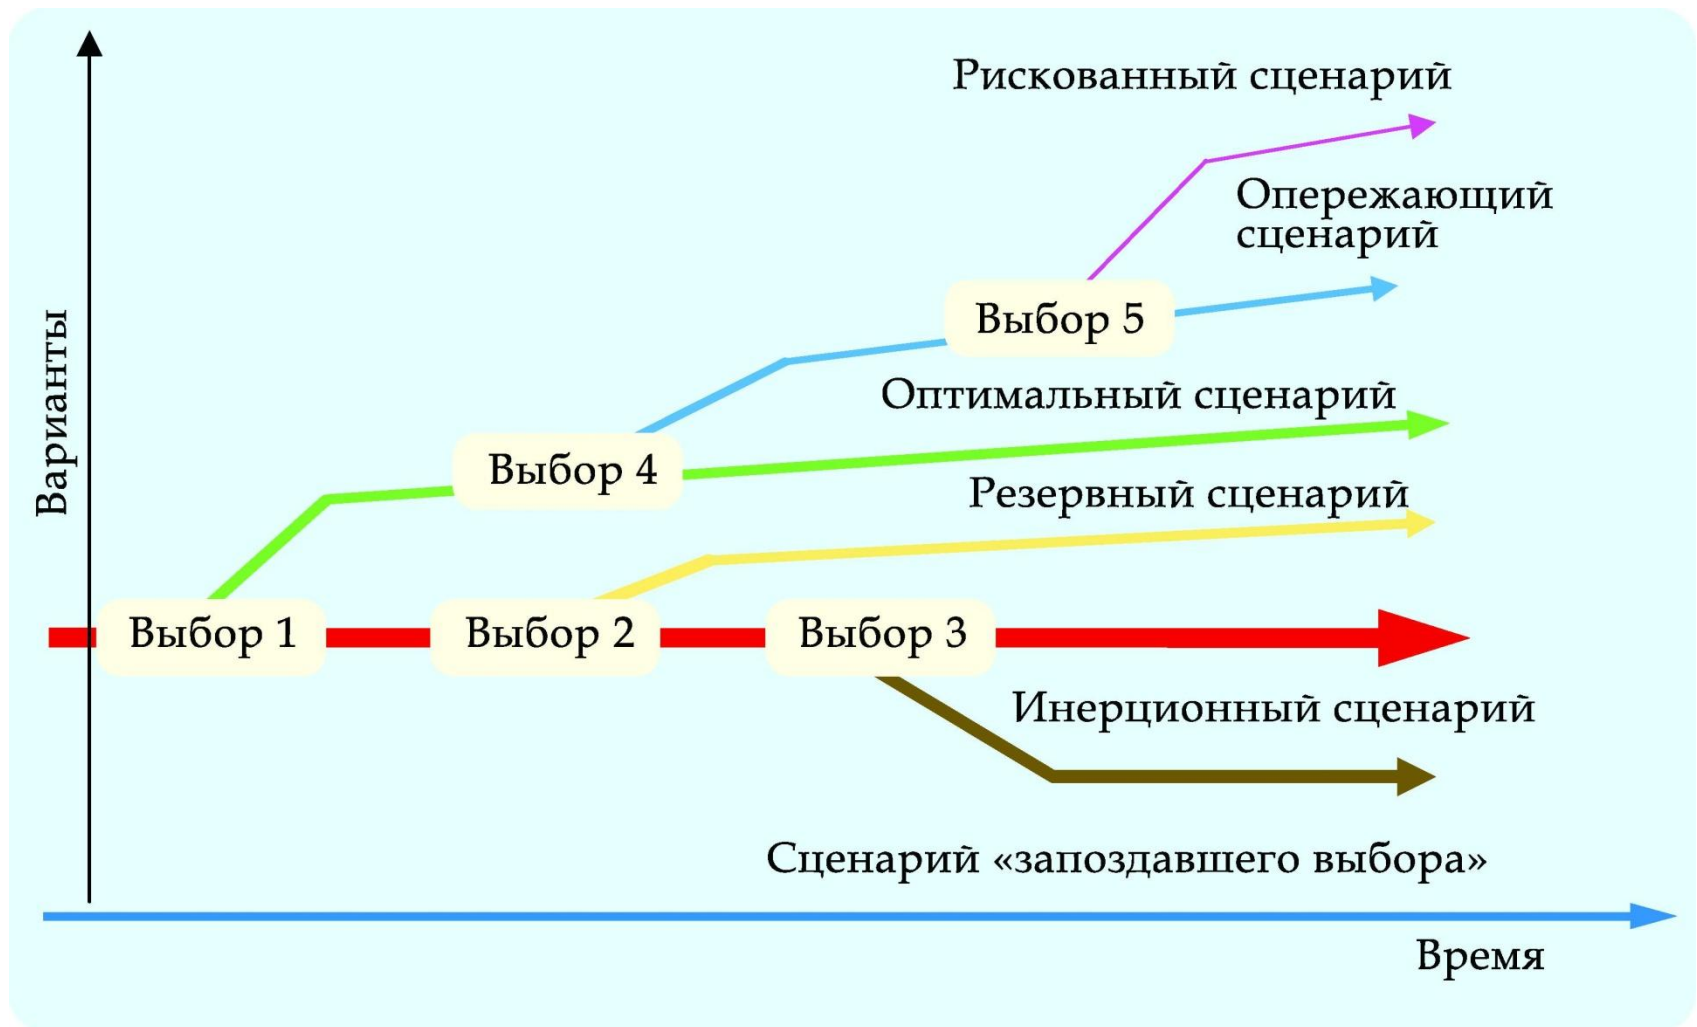 Рискованный сценарий
Опережающий
сценарий
Выбор 5
Оптимальный сценарий
Выбор 4
Резервный сценарий
Варианты
Выбор 1
Выбор 2
Выбор 3
Инерционный сценарий
Сценарий «запоздавшего выбора»
Время